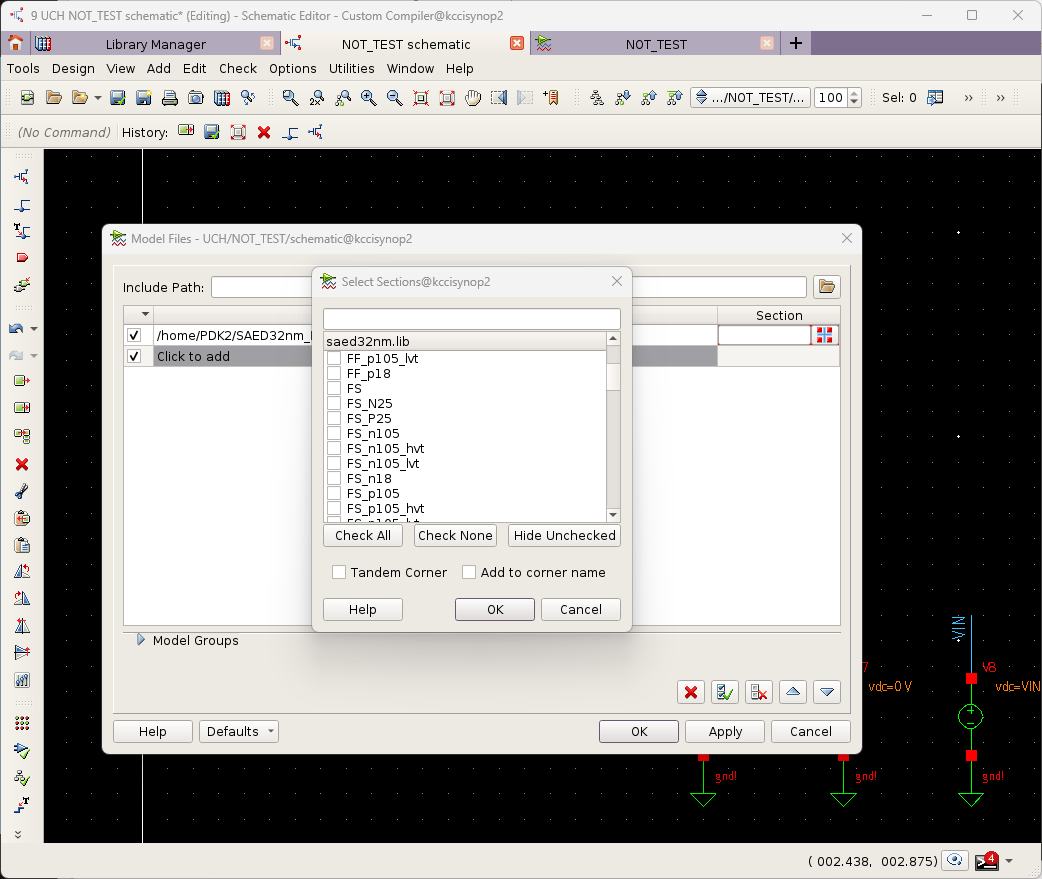 9 UCH NOT_TEST schematic* (Editing) - Schematic Editor - Custom Compiler@kccisynop2
Library Manager
NOT_TEST schematic
NOT_TEST
Tools Design View Add Edit Check Options Utilities Window Help
.../NOT_TEST/... 100 Sel: 0 » »
(No Command) History:
Model Files - UCH/NOT_TEST/schematic@kccisynop2
Include Path:
Section
/home/PDK2/SAED32nm_
Click to add
Select Sections@kccisynop2
saed32nm.lib
FF_p105_lvt
FF_p18
FS
FS_N25
FS_P25
FS_n105
FS_n105_hvt
FS_n105_lvt
FS_n18
FS_p105
FS_p105_hvt
FS_p105_lvt
Check All Check None Hide Unchecked
Tandem Corner Add to corner name
Help OK Cancel
Model Groups
Help Defaults OK Apply Cancel
VIN
7
V8
vdc=0 V
vdc=VIN
gnd!
gnd!
gnd!
( 002.438, 002.875)
4